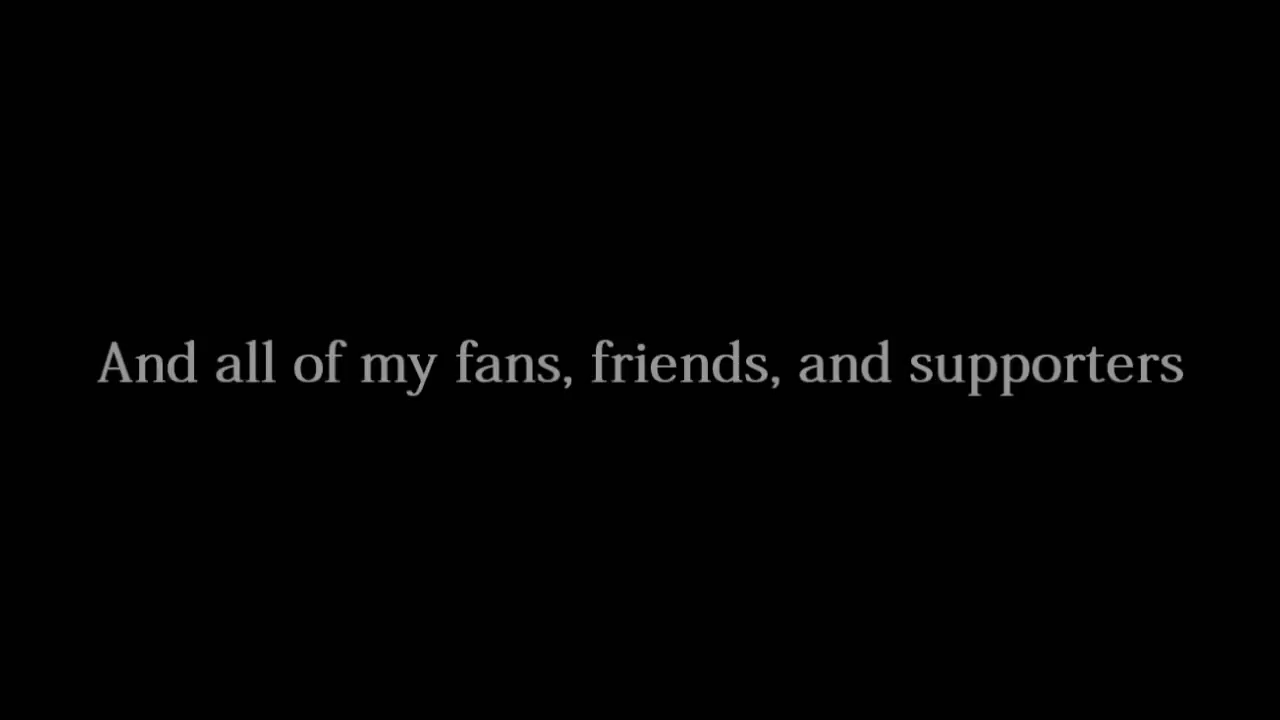 And all of my fans, friends, and supporters